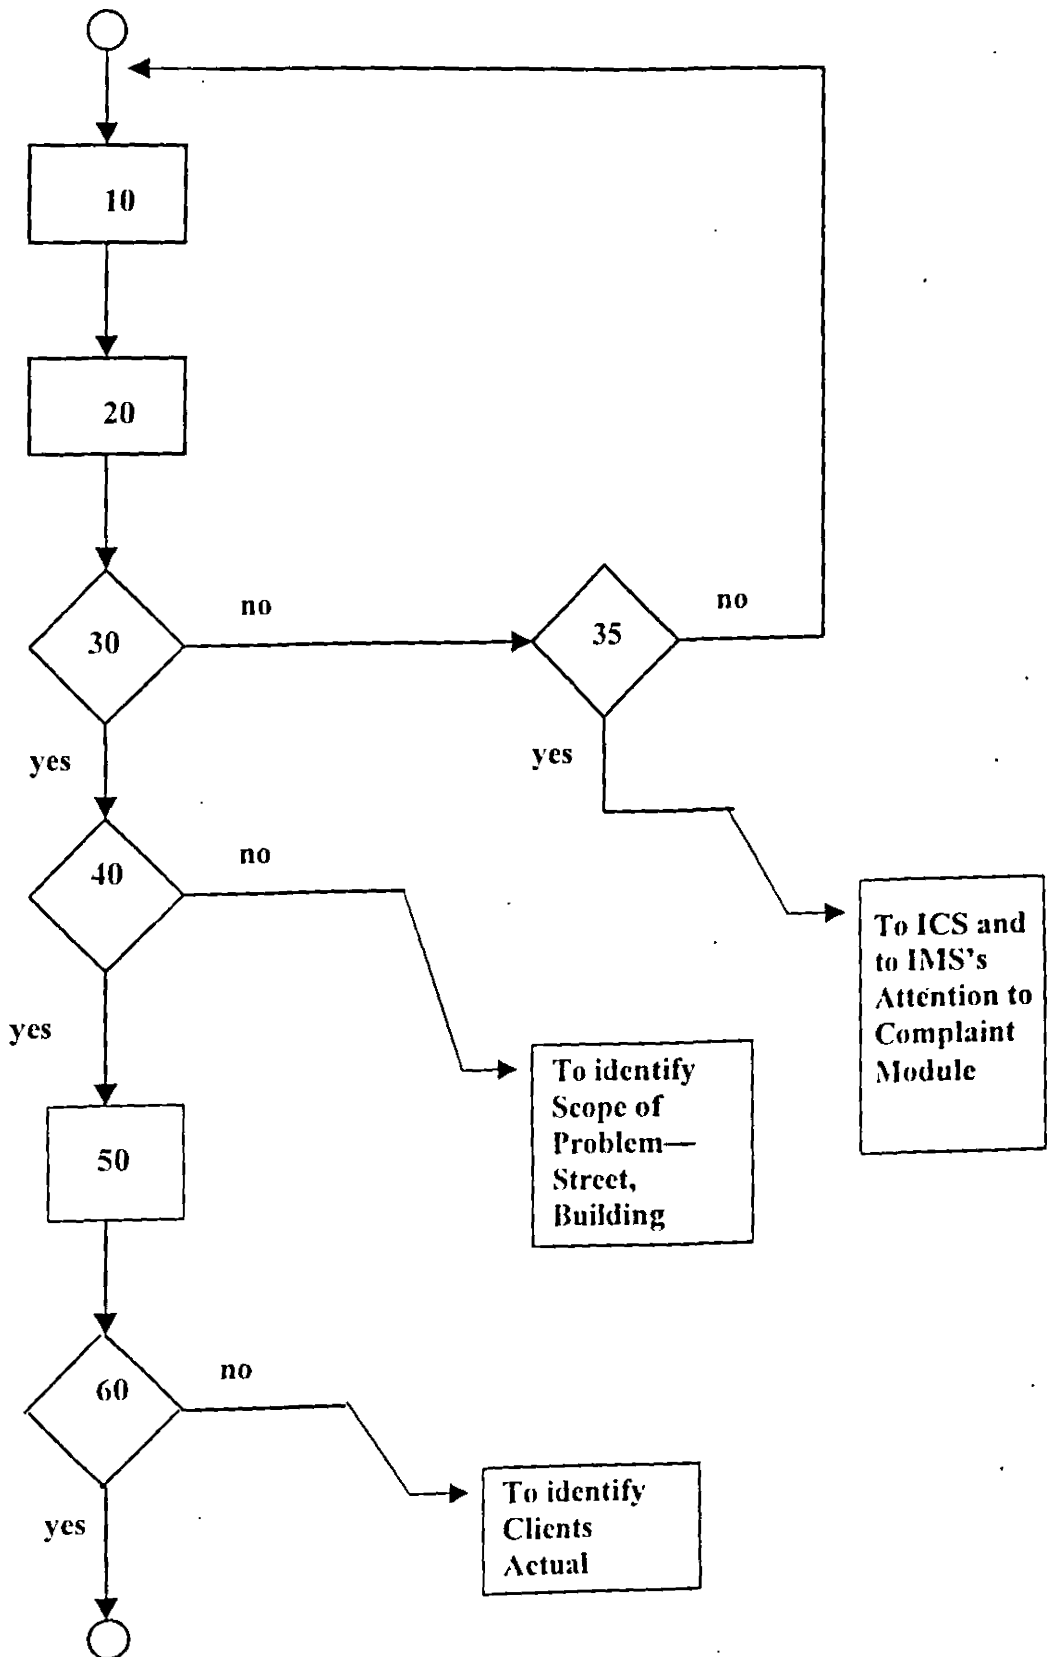 10
20
30
no
35
no
yes
yes
40
no
To ICS and
to IMS's
Attention to
Complaint
Module
yes
To identify
Scope of
Problem—
Street,
Building
50
60
no
To identify
Clients
Actual
yes